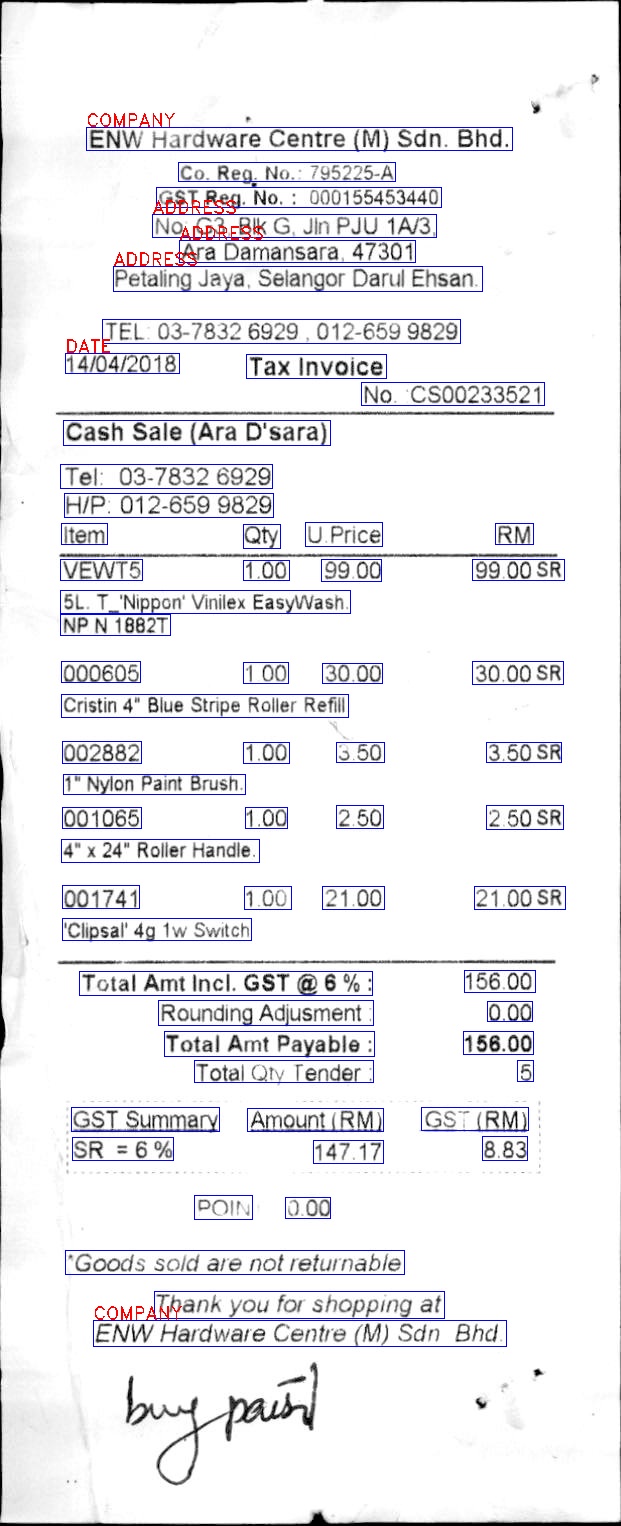 COMPANY
ENW Hardware Centre (M) Sdn. Bhd.
Co. Reg. No.: 795225-A
GST Reg. No. : 000155453440
ADDRESS
No. G3, Blk G, Jln PJU 1A/3,
ADDRESS
Ara Damansara, 47301
ADDRESS
Petaling Jaya, Selangor Darul Ehsan.
TEL: 03-7832 6929 , 012-659 9829
DATE
14/04/2018 Tax Invoice
No. :CS00233521
Cash Sale (Ara D'sara)
Tel: 03-7832 6929
H/P: 012-659 9829
Item Qty U.Price RM
VEWT5 1.00 99.00 99.00 SR
5L. T_'Nippon' Vinilex EasyWash.
NP N 1882T
000605 1.00 30.00 30.00 SR
Cristin 4" Blue Stripe Roller Refill
002882 1.00 3.50 3.50 SR
1" Nylon Paint Brush.
001065 1.00 2.50 2.50 SR
4" x 24" Roller Handle.
001741 1.00 21.00 21.00 SR
'Clipsal' 4g 1w Switch
Total Amt Incl. GST @ 6 % : 156.00
Rounding Adjusment : 0.00
Total Amt Payable : 156.00
Total Qty Tender : 5
GST Summary Amount (RM) GST (RM)
SR = 6 % 147.17 8.83
POIN 0.00
*Goods sold are not returnable
Thank you for shopping at
COMPANY
ENW Hardware Centre (M) Sdn Bhd.
buy paint